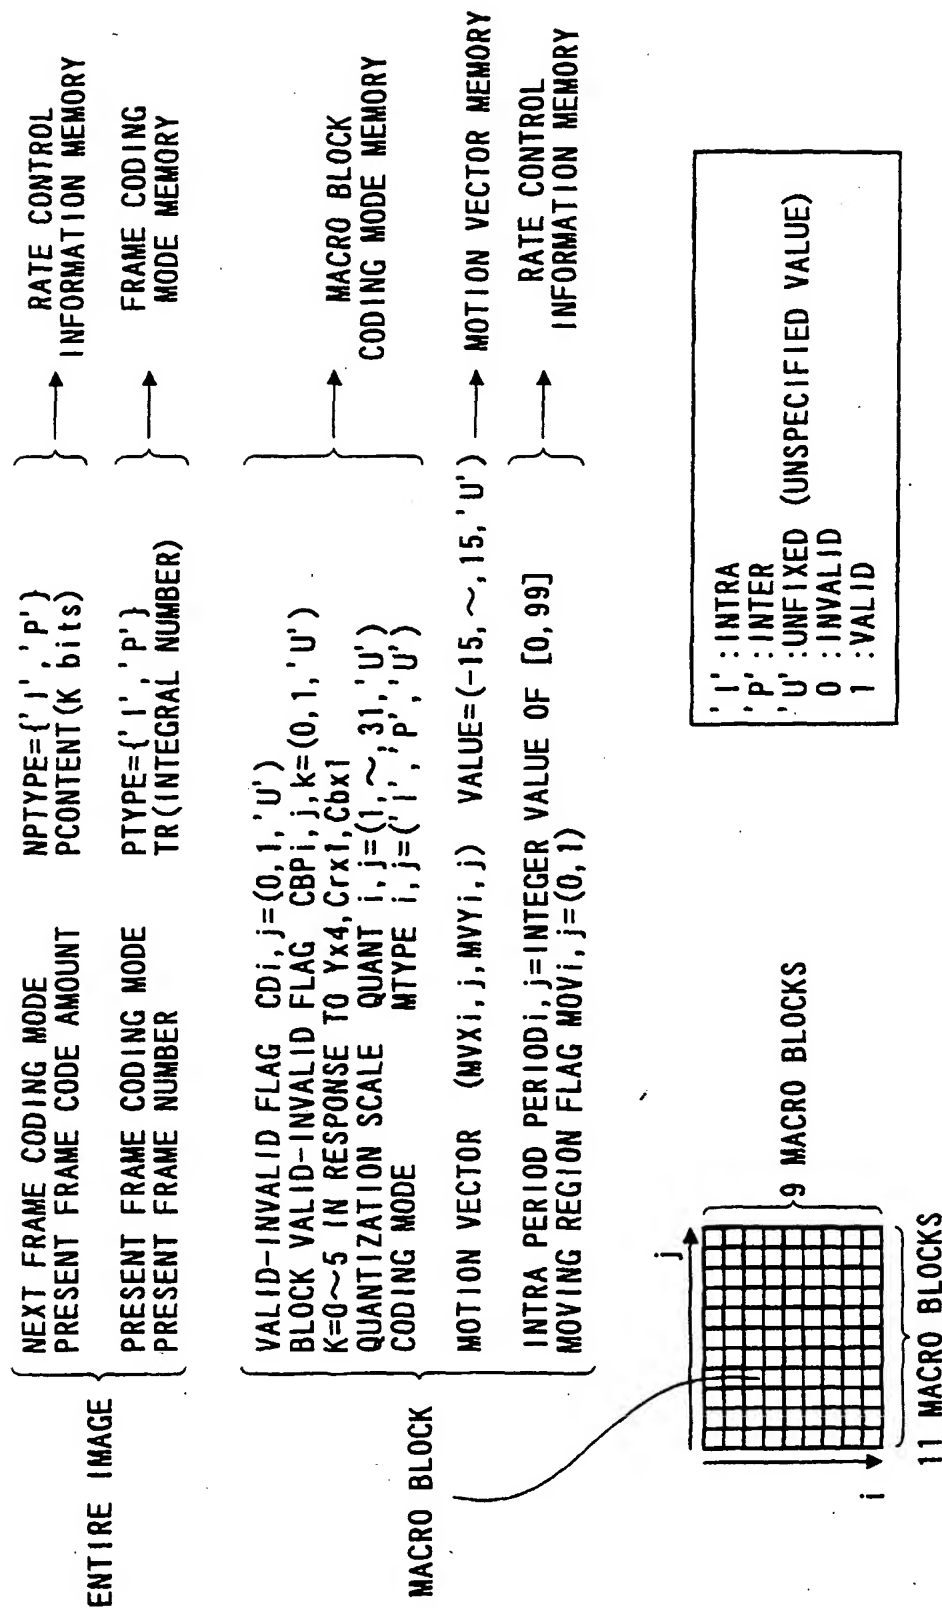 ENTIRE IMAGE
NEXT FRAME CODING MODE NPTYPE={'I','P'}
PRESENT FRAME CODE AMOUNT PCONTENT(K bits)
RATE CONTROL
INFORMATION MEMORY
PRESENT FRAME CODING MODE PTYPE={'I','P'}
PRESENT FRAME NUMBER TR(INTEGRAL NUMBER)
FRAME CODING
MODE MEMORY
MACRO BLOCK
VALID-INVALID FLAG CDi,j=(0,1,'U')
BLOCK VALID-INVALID FLAG CBPi,j,k=(0,1,'U')
K=0~5 IN RESPONSE TO Yx4,Crx1,Cbx1
QUANTIZATION SCALE QUANT i,j=(1,~,31,'U')
CODING MODE MTYPE i,j=('I','P','U')
MACRO BLOCK
CODING MODE MEMORY
MOTION VECTOR (MVXi,j,MVYi,j) VALUE=(-15,~,15,'U')
MOTION VECTOR MEMORY
INTRA PERIOD PERIODi,j=INTEGER VALUE OF [0,99]
MOVING REGION FLAG MOVi,j=(0,1)
RATE CONTROL
INFORMATION MEMORY
j
i
9 MACRO BLOCKS
11 MACRO BLOCKS
'I':INTRA
'P':INTER
'U':UNFIXED (UNSPECIFIED VALUE)
0 :INVALID
1 :VALID